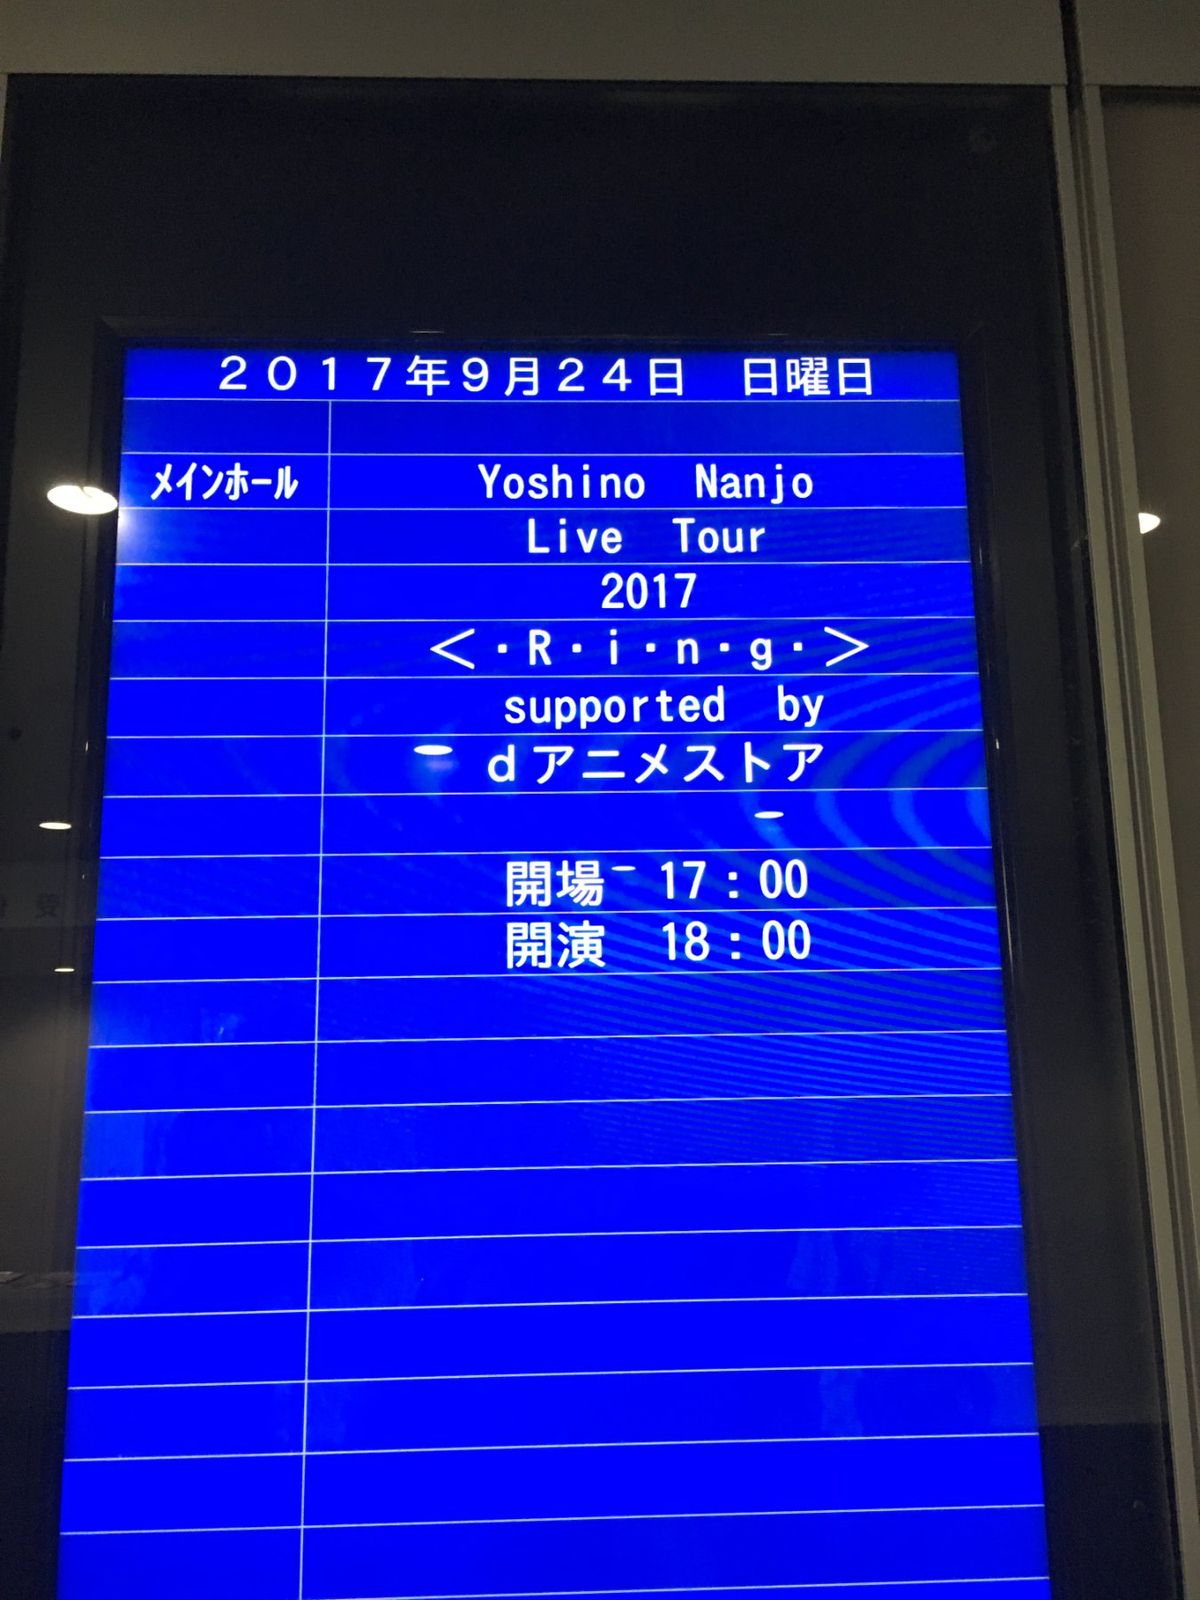 ２０１７年９月２４日　日曜日
ﾒｲﾝﾎｰﾙ　Yoshino　Nanjo
Live　Tour
2017
＜・R・i・n・g・＞
supported　by
ｄアニメストア
開場　17：00
開演　18：00
受